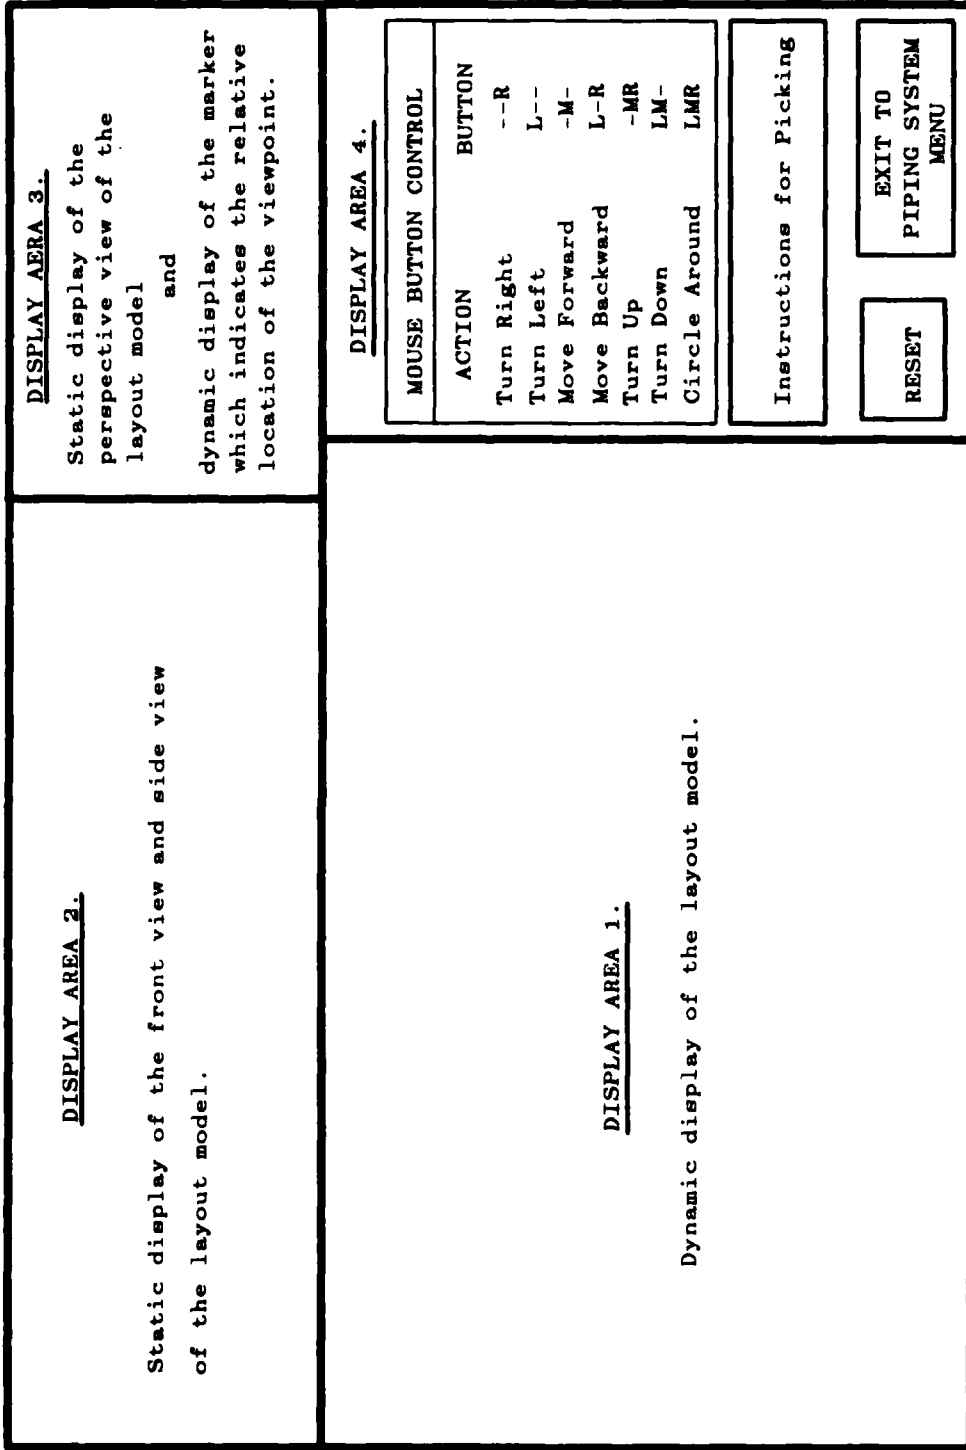 DISPLAY AREA 2.
Static display of the front view and side view
of the layout model.
DISPLAY AERA 3.
Static display of the
perspective view of the
layout model
and
dynamic display of the marker
which indicates the relative
location of the viewpoint.
DISPLAY AREA 1.
Dynamic display of the layout model.
DISPLAY AREA 4.
MOUSE BUTTON CONTROL
ACTION BUTTON
Turn Right --R
Turn Left L--
Move Forward -M-
Move Backward L-R
Turn Up -MR
Turn Down LM-
Circle Around LMR
Instructions for Picking
RESET
EXIT TO
PIPING SYSTEM
MENU